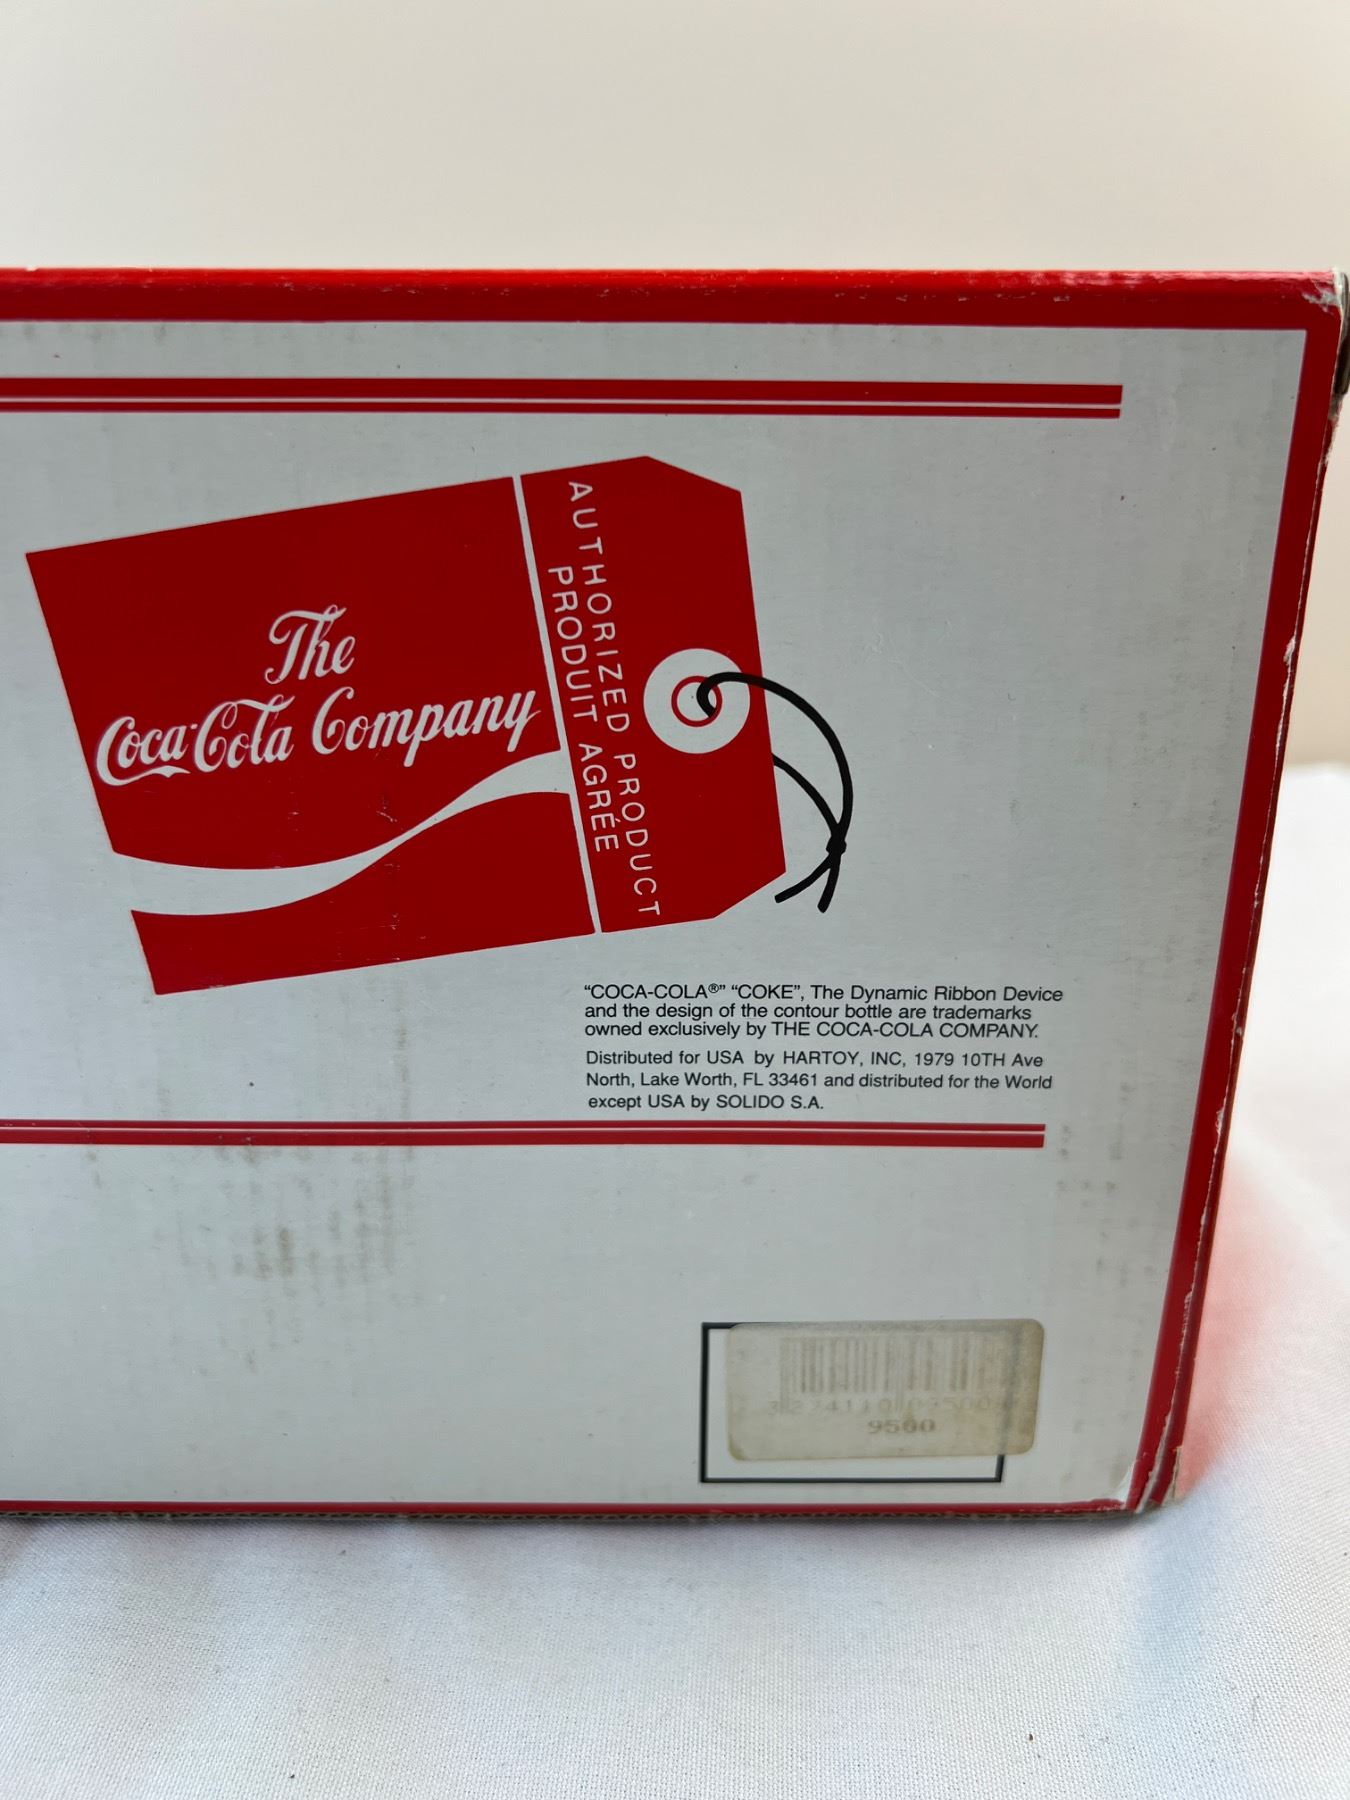 The
Coca-Cola Company
AUTHORIZED PRODUCT
PRODUIT AGRÉE
“COCA-COLA®” “COKE”, The Dynamic Ribbon Device
and the design of the contour bottle are trademarks
owned exclusively by THE COCA-COLA COMPANY.
Distributed for USA by HARTOY, INC, 1979 10TH Ave
North, Lake Worth, FL 33461 and distributed for the World
except USA by SOLIDO S.A.
9500